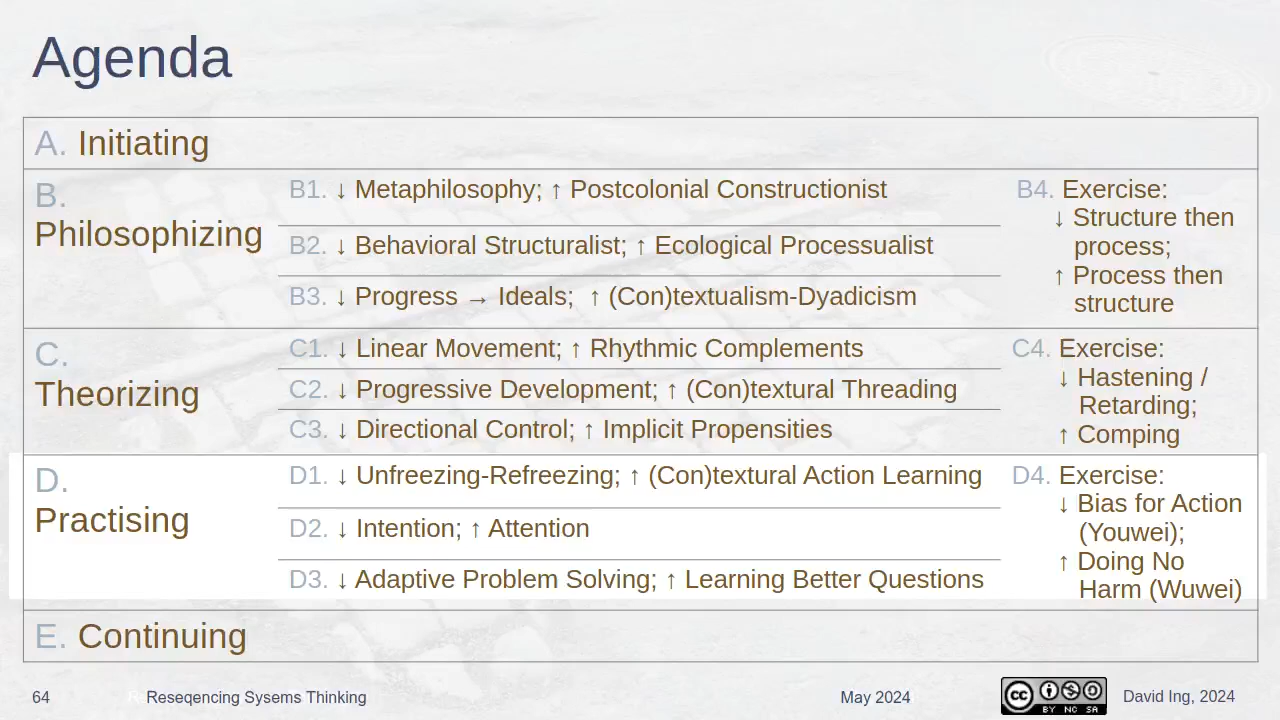 Agenda
A. Initiating
B.
Philosophizing
B1. ↓ Metaphilosophy; ↑ Postcolonial Constructionist
B2. ↓ Behavioral Structuralist; ↑ Ecological Processualist
B3. ↓ Progress → Ideals; ↑ (Con)textualism-Dyadicism
B4. Exercise:
↓ Structure then
process;
↑ Process then
structure
C.
Theorizing
C1. ↓ Linear Movement; ↑ Rhythmic Complements
C2. ↓ Progressive Development; ↑ (Con)textural Threading
C3. ↓ Directional Control; ↑ Implicit Propensities
C4. Exercise:
↓ Hastening /
Retarding;
↑ Comping
D.
Practising
D1. ↓ Unfreezing-Refreezing; ↑ (Con)textural Action Learning
D2. ↓ Intention; ↑ Attention
D3. ↓ Adaptive Problem Solving; ↑ Learning Better Questions
D4. Exercise:
↓ Bias for Action
(Youwei);
↑ Doing No
Harm (Wuwei)
E. Continuing
64
Reseqencing Sysems Thinking
May 2024
cc
BY NC SA
David Ing, 2024